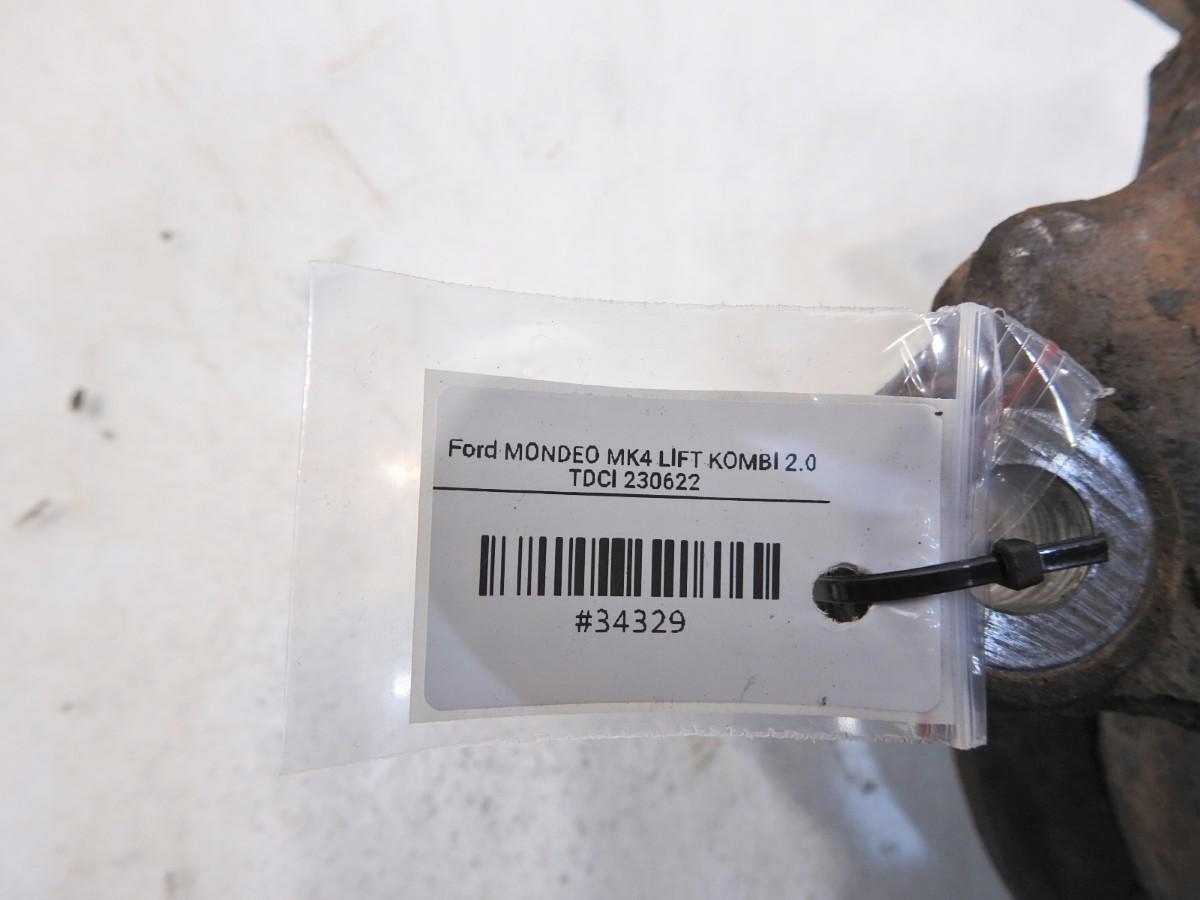 Ford MONDEO MK4 LİFT KOMBİ 2.0
TDCİ 230622
#34329